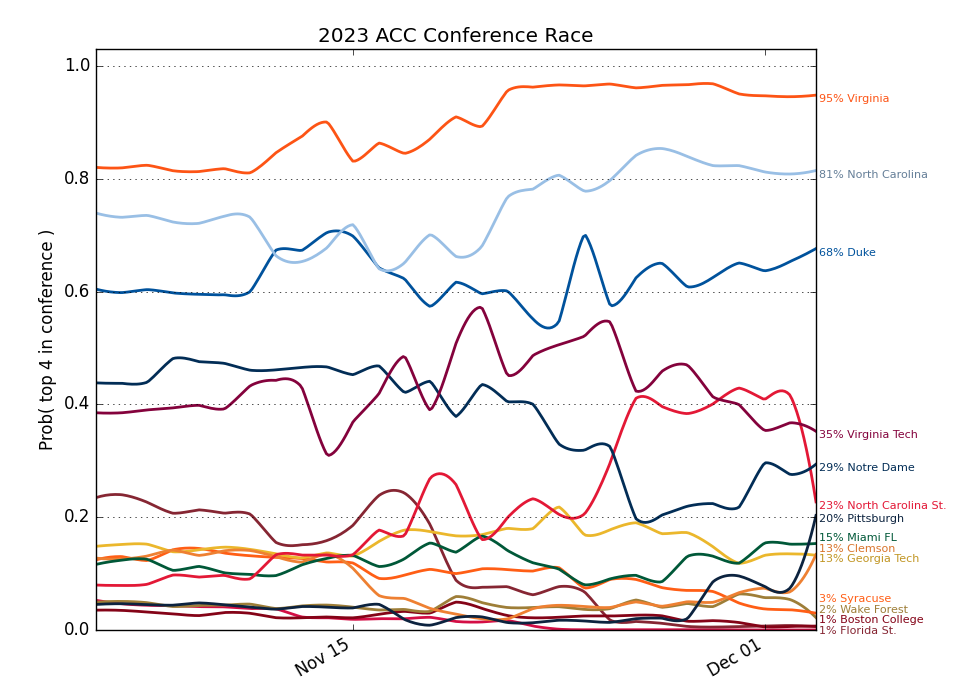 2023 ACC Conference Race
1.0
0.8
0.6
0.4
0.2
0.0
Prob( top 4 in conference )
Nov 15
Dec 01
95% Virginia
81% North Carolina
68% Duke
35% Virginia Tech
29% Notre Dame
23% North Carolina St.
20% Pittsburgh
15% Miami FL
13% Clemson
13% Georgia Tech
3% Syracuse
2% Wake Forest
1% Boston College
1% Florida St.